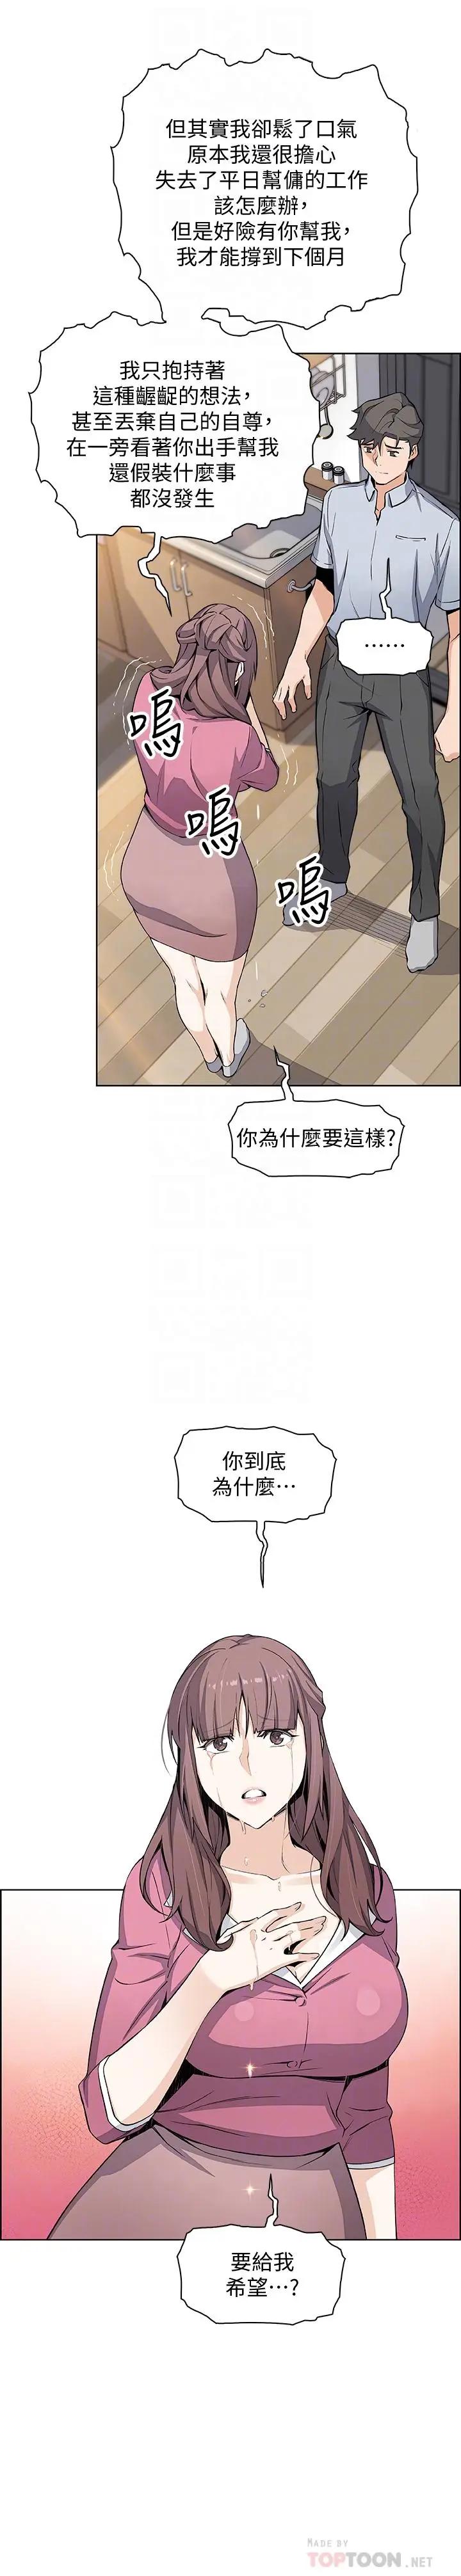 但其實我卻鬆了口氣
原本我還很擔心
失去了平日幫傭的工作
該怎麼辦，
但是好險有你幫我，
我才能撐到下個月
我只抱持著
這種齷齪的想法，
甚至丟棄自己的自尊，
在一旁看著你出手幫我
還假裝什麼事
都沒發生
……
嗚
嗚
嗚
你為什麼要這樣?
你到底
為什麼…
要給我
希望…?
MADE BY
TOPTOON.NET